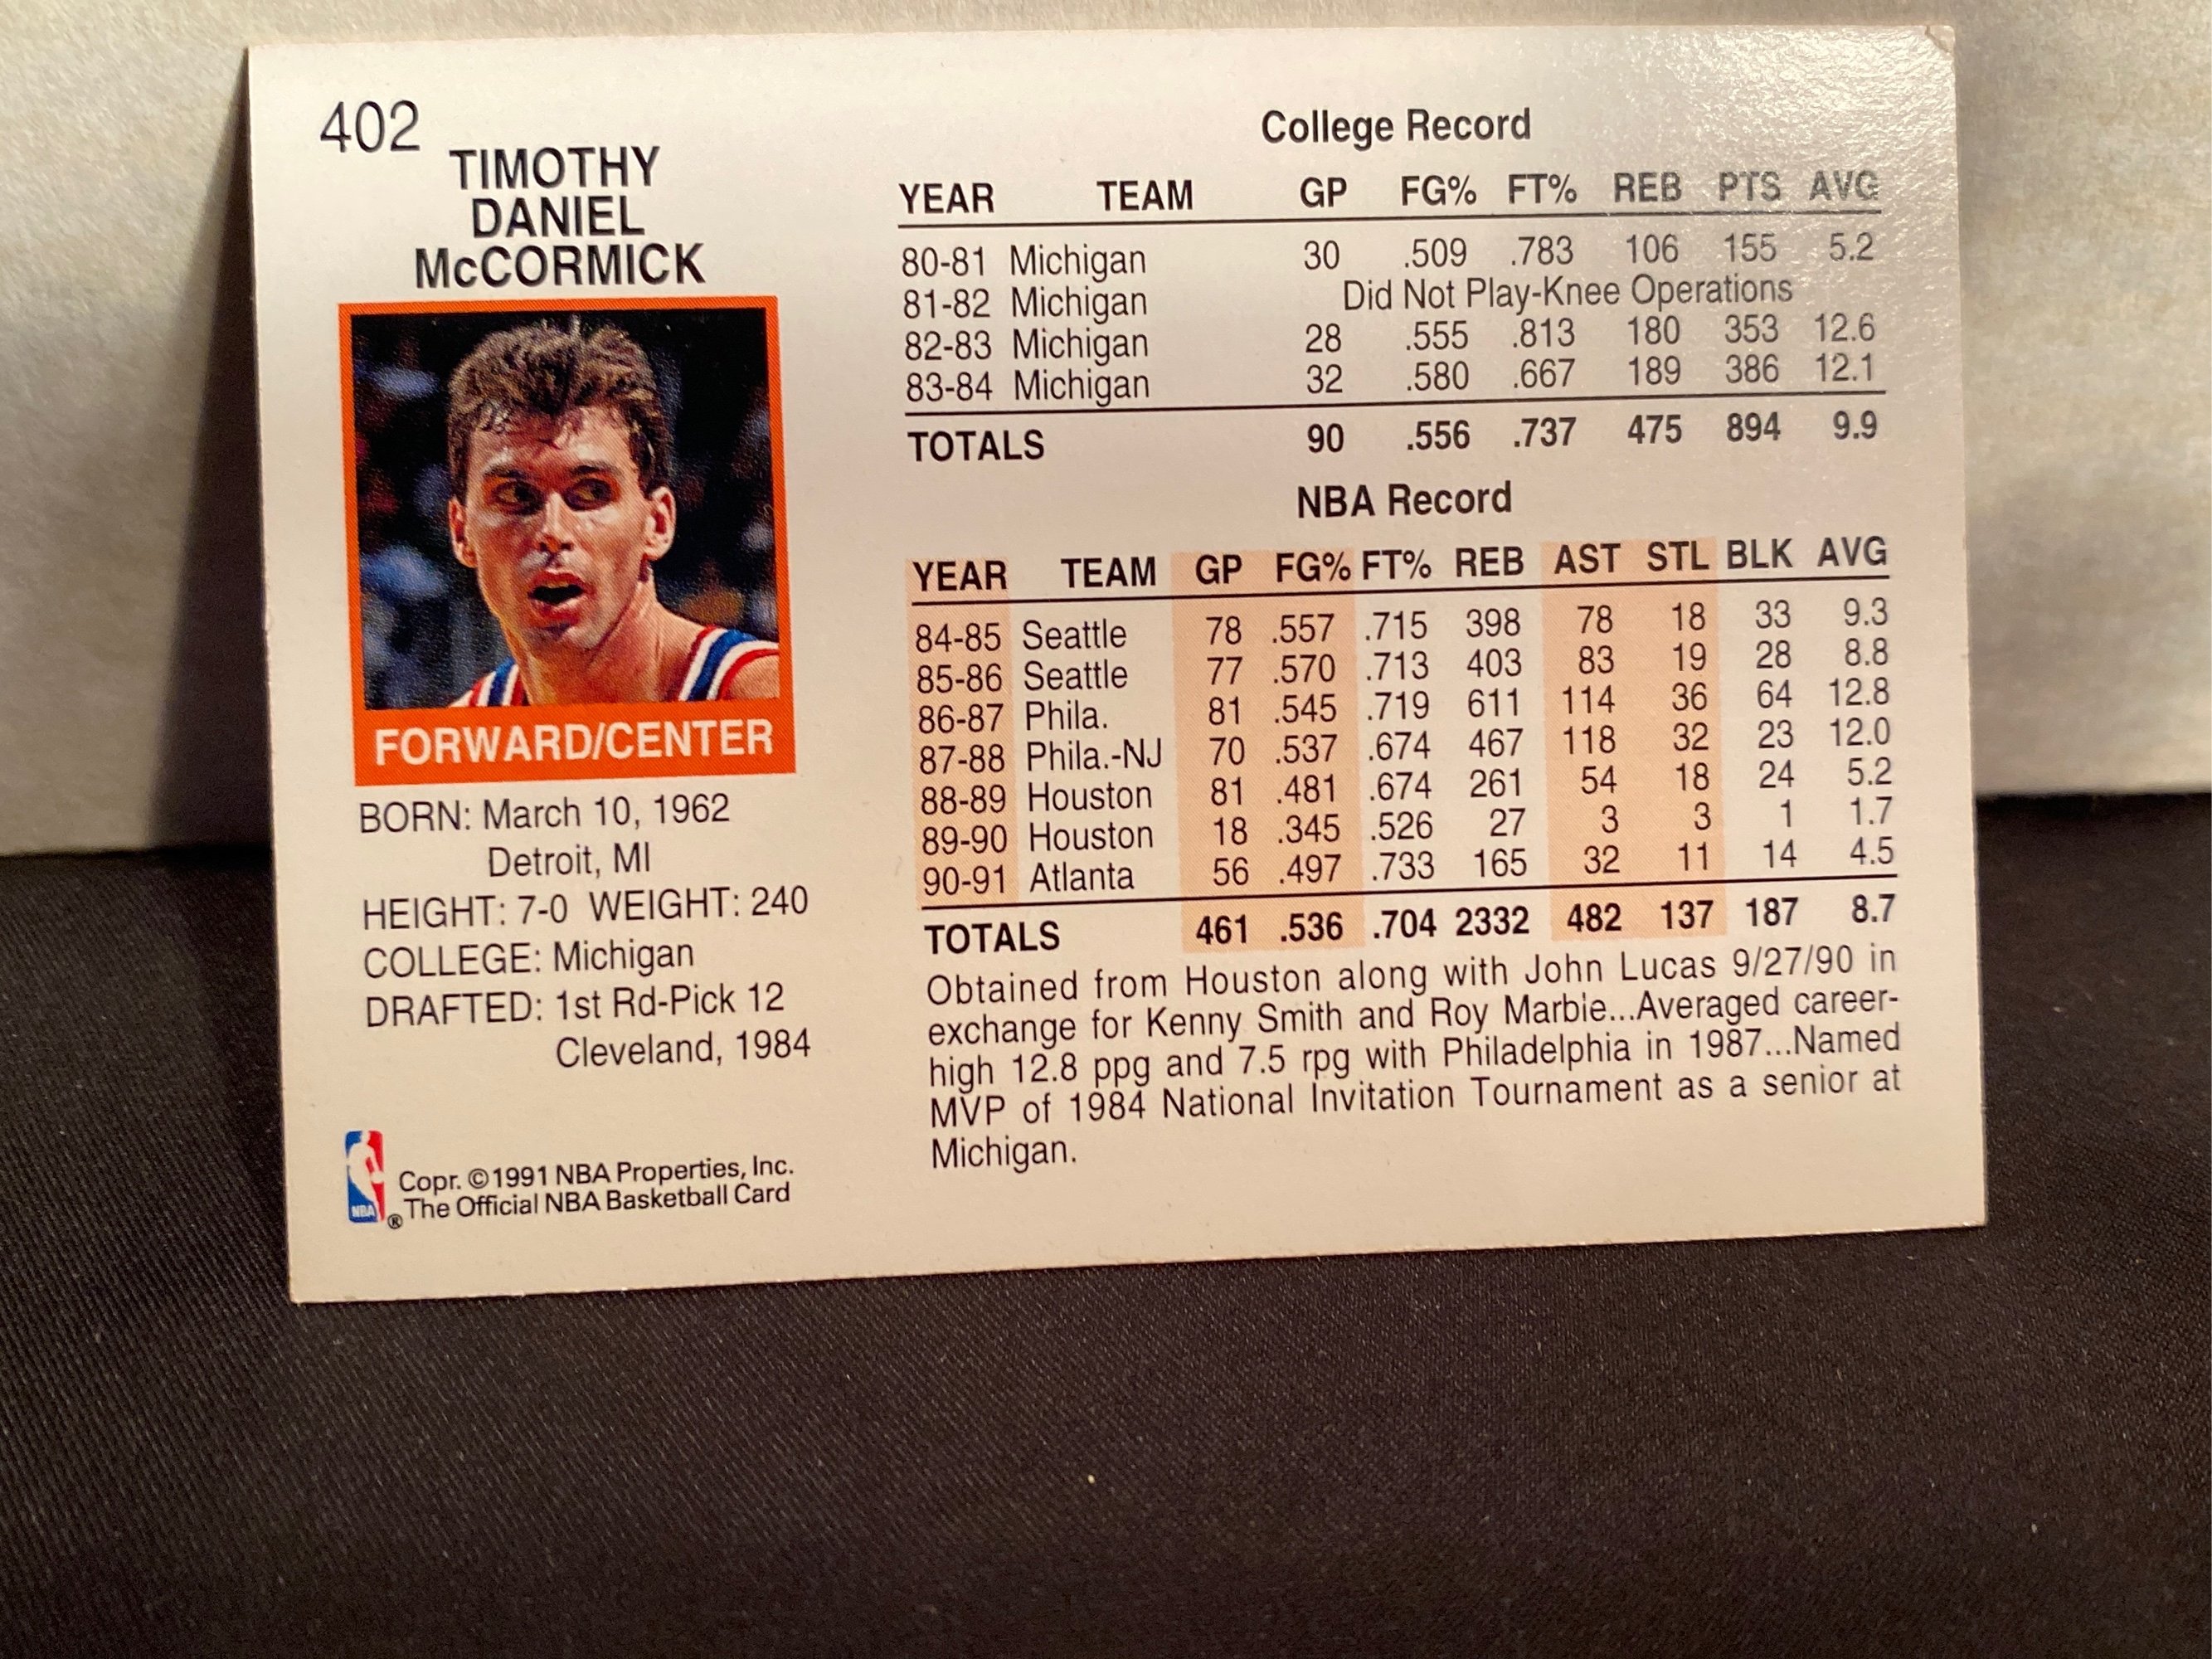 402
TIMOTHY
DANIEL
McCORMICK
FORWARD/CENTER
BORN: March 10, 1962
Detroit, MI
HEIGHT: 7-0 WEIGHT: 240
COLLEGE: Michigan
DRAFTED: 1st Rd-Pick 12
Cleveland, 1984
NBA
®
Copr. ©1991 NBA Properties, Inc.
The Official NBA Basketball Card
College Record
YEAR TEAM GP FG% FT% REB PTS AVG
80-81 Michigan 30 .509 .783 106 155 5.2
81-82 Michigan Did Not Play-Knee Operations
82-83 Michigan 28 .555 .813 180 353 12.6
83-84 Michigan 32 .580 .667 189 386 12.1
TOTALS 90 .556 .737 475 894 9.9
NBA Record
YEAR TEAM GP FG% FT% REB AST STL BLK AVG
84-85 Seattle 78 .557 .715 398 78 18 33 9.3
85-86 Seattle 77 .570 .713 403 83 19 28 8.8
86-87 Phila. 81 .545 .719 611 114 36 64 12.8
87-88 Phila.-NJ 70 .537 .674 467 118 32 23 12.0
88-89 Houston 81 .481 .674 261 54 18 24 5.2
89-90 Houston 18 .345 .526 27 3 3 1 1.7
90-91 Atlanta 56 .497 .733 165 32 11 14 4.5
TOTALS 461 .536 .704 2332 482 137 187 8.7
Obtained from Houston along with John Lucas 9/27/90 in
exchange for Kenny Smith and Roy Marble...Averaged career-
high 12.8 ppg and 7.5 rpg with Philadelphia in 1987...Named
MVP of 1984 National Invitation Tournament as a senior at
Michigan.